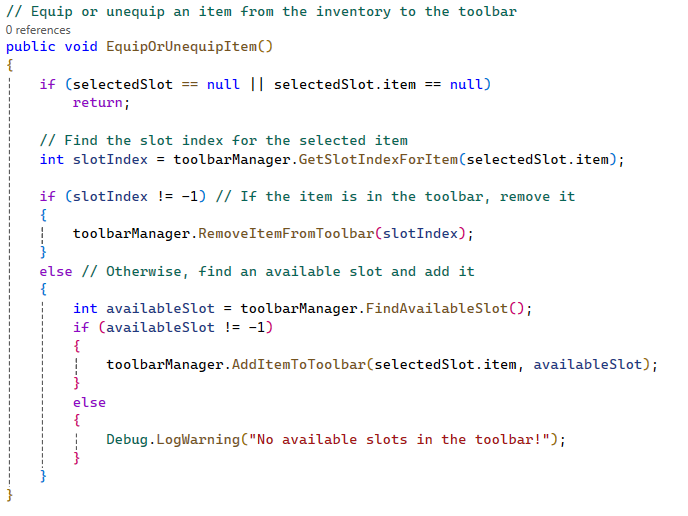 // Equip or unequip an item from the inventory to the toolbar
0 references
public void EquipOrUnequipItem()
{
    if (selectedSlot == null || selectedSlot.item == null)
        return;

    // Find the slot index for the selected item
    int slotIndex = toolbarManager.GetSlotIndexForItem(selectedSlot.item);

    if (slotIndex != -1) // If the item is in the toolbar, remove it
    {
        toolbarManager.RemoveItemFromToolbar(slotIndex);
    }
    else // Otherwise, find an available slot and add it
    {
        int availableSlot = toolbarManager.FindAvailableSlot();
        if (availableSlot != -1)
        {
            toolbarManager.AddItemToToolbar(selectedSlot.item, availableSlot);
        }
        else
        {
            Debug.LogWarning("No available slots in the toolbar!");
        }
    }
}